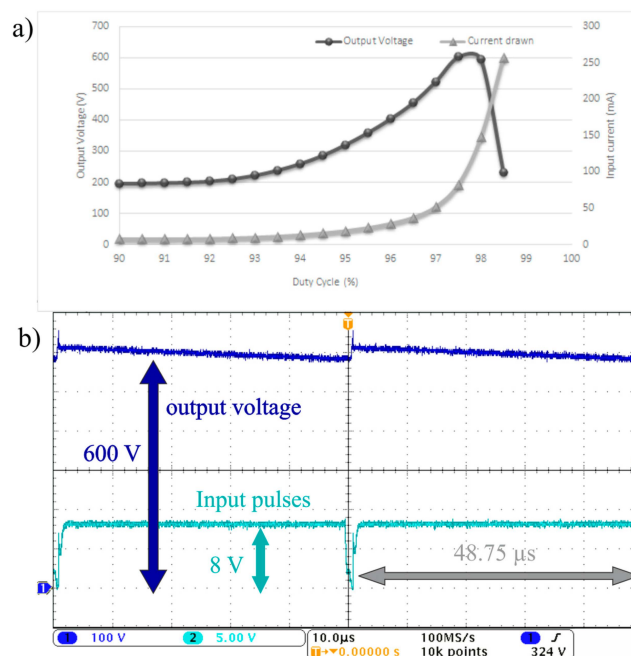 a)
Output Voltage
Current drawn
Output Voltage(V)
700
600
500
400
300
200
100
0
Input current (mA)
300
250
200
150
100
50
0
90 91 92 93 94 95 96 97 98 99 100
Duty Cycle (%)
b)
T
output voltage
600 V
Input pulses
8 V
48.75 μs
1
1 100 V 2 5.00 V 10.0μs 100MS/s 1
T→▼0.00000 s 10k points 324 V